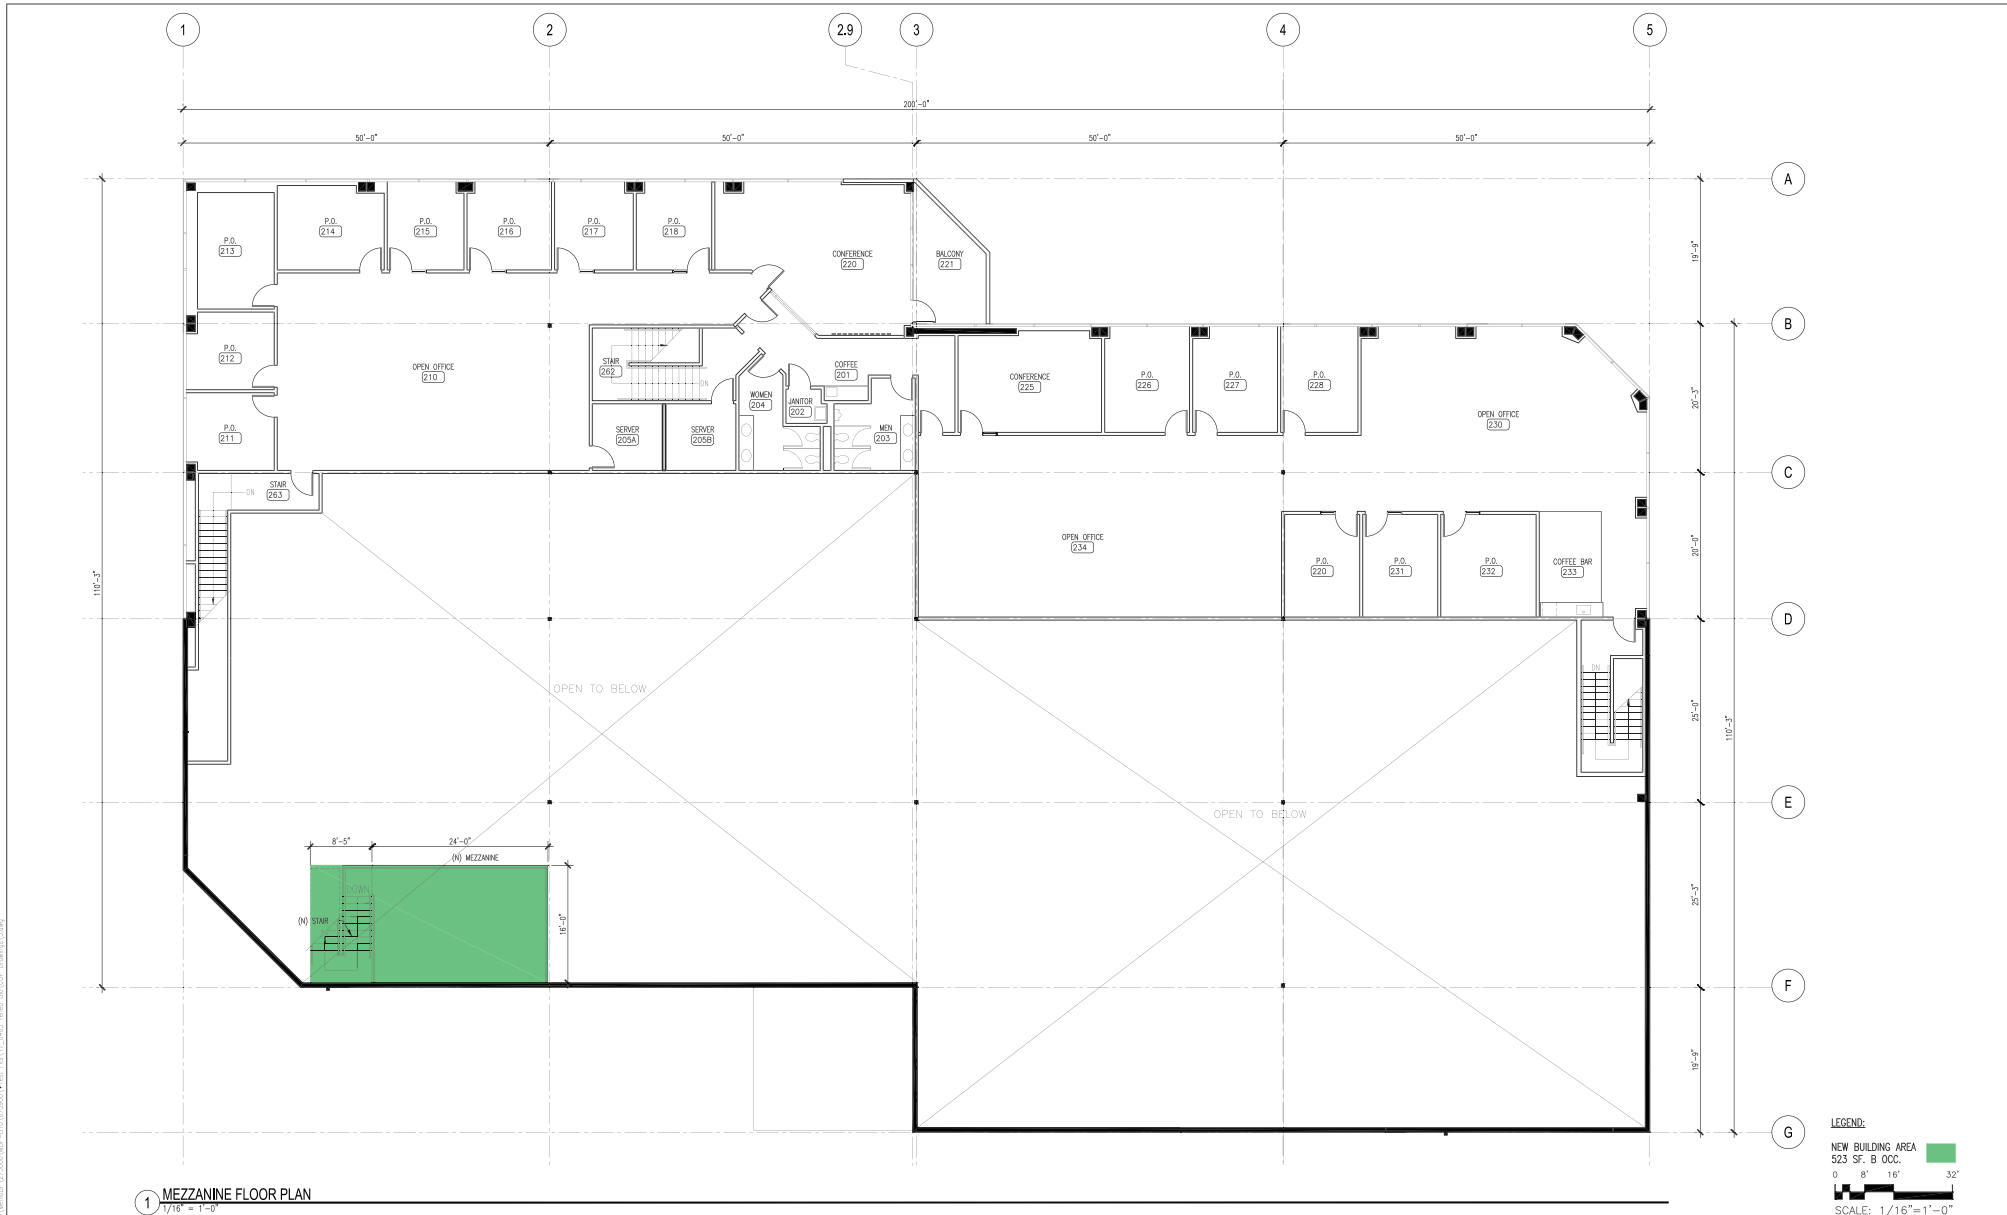 1
2
2.9
3
4
5
200'-0"
50'-0"
50'-0"
50'-0"
50'-0"
A
B
C
D
E
F
G
19'-9"
20'-3"
20'-0"
25'-0"
25'-3"
19'-9"
110'-3"
110'-3"
P.O.
213
P.O.
214
P.O.
215
P.O.
216
P.O.
217
P.O.
218
CONFERENCE
220
BALCONY
221
P.O.
212
P.O.
211
OPEN OFFICE
210
STAIR
262
DN
COFFEE
201
WOMEN
204
JANITOR
202
MEN
203
SERVER
205A
SERVER
205B
CONFERENCE
225
P.O.
226
P.O.
227
P.O.
228
OPEN OFFICE
230
STAIR
263
DN
OPEN OFFICE
234
P.O.
220
P.O.
231
P.O.
232
COFFEE BAR
233
DN
OPEN TO BELOW
OPEN TO BELOW
8'-5"
24'-0"
(N) MEZZANINE
DOWN
(N) STAIR
16'-0"
LEGEND:
NEW BUILDING AREA
523 SF. B OCC.
0 8' 16' 32'
SCALE: 1/16"=1'-0"
1
MEZZANINE FLOOR PLAN
1/16" = 1'-0"